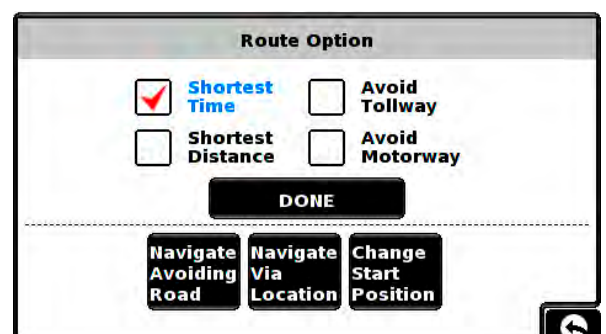 Route Option
Shortest
Time
Avoid
Tollway
Shortest
Distance
Avoid
Motorway
DONE
Navigate
Avoiding
Road
Navigate
Via
Location
Change
Start
Position